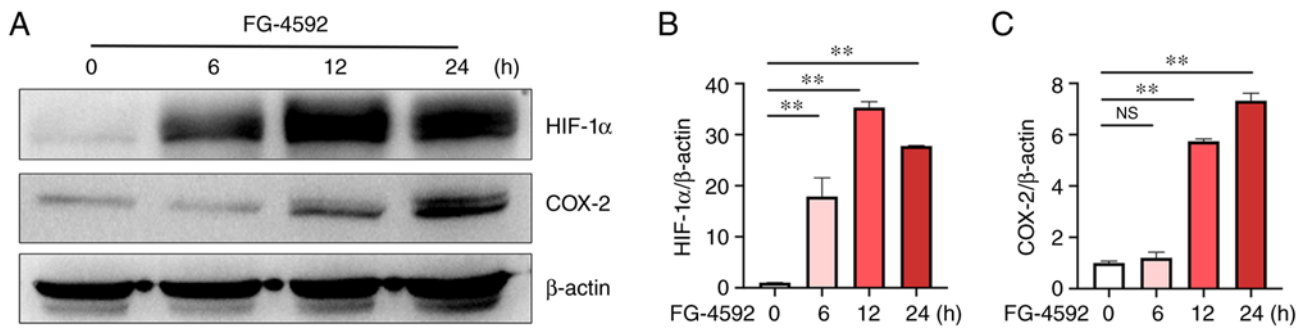 A
FG-4592
0 6 12 24 (h)
HIF-1α
COX-2
β-actin
B
**
**
**
40
30
20
10
0
HIF-1α/β-actin
FG-4592 0 6 12 24 (h)
C
**
**
NS
8
6
4
2
0
COX-2/β-actin
FG-4592 0 6 12 24 (h)